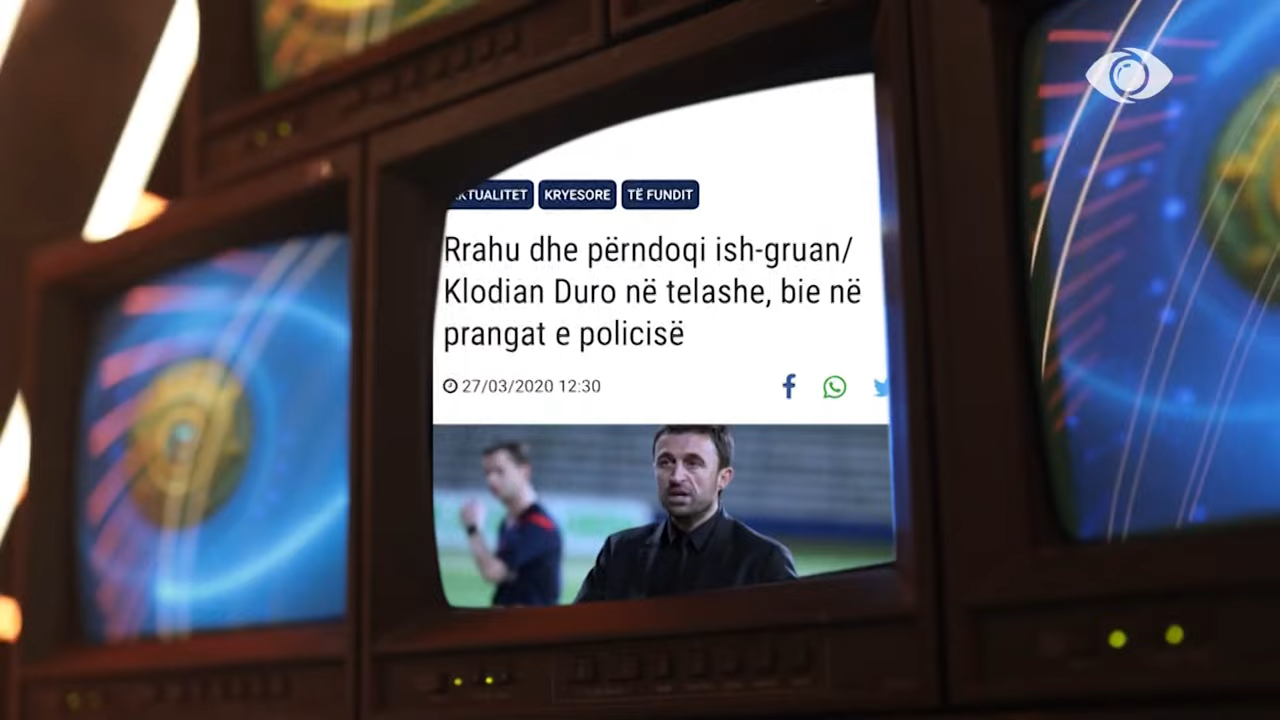 KTUALITET KRYESORE TË FUNDIT
Rrahu dhe përndoqi ish-gruan/
Klodian Duro në telashe, bie në
prangat e policisë
27/03/2020 12:30